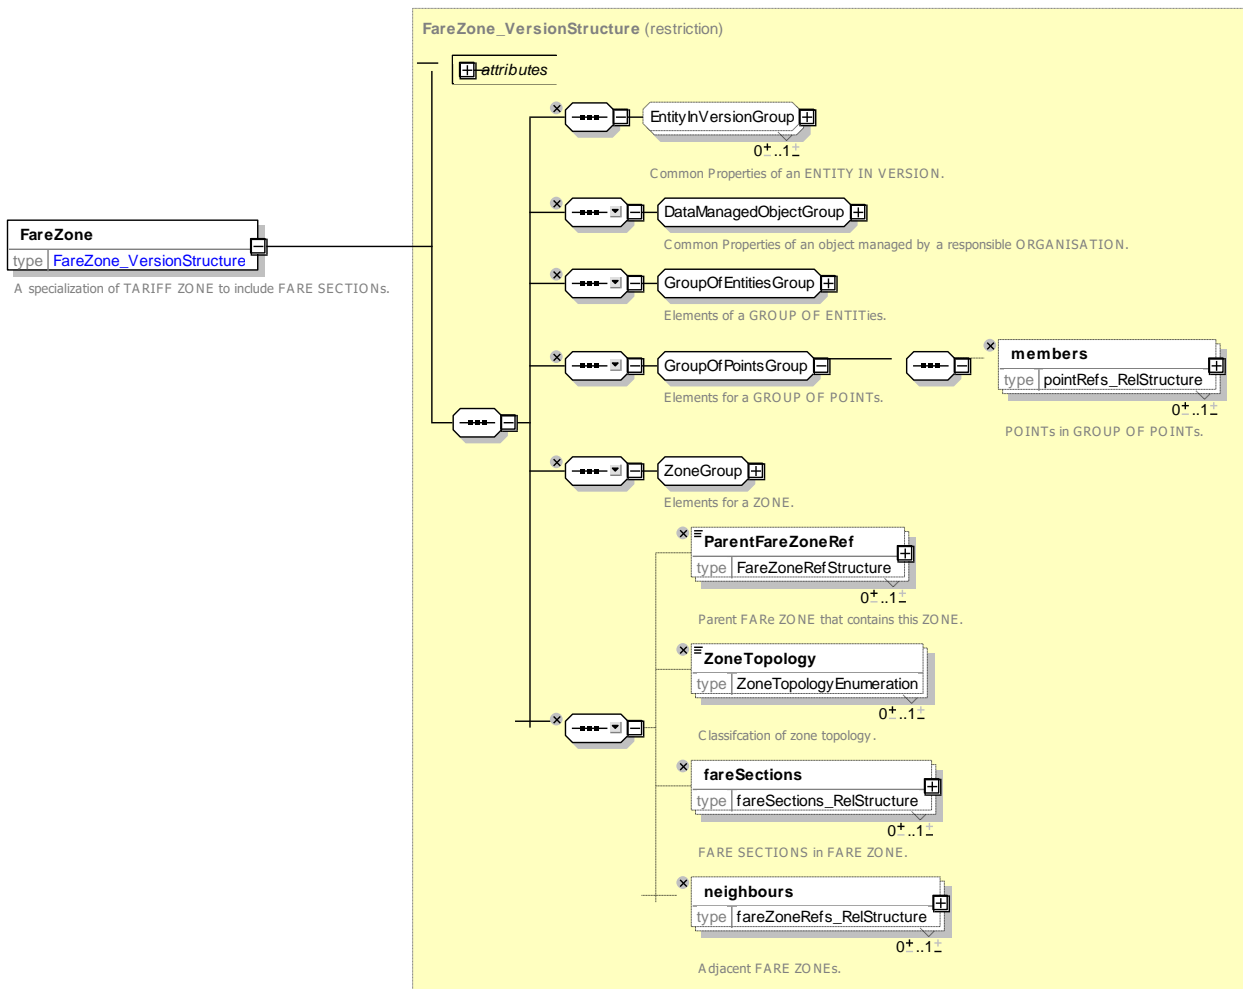 FareZone_VersionStructure (restriction)
attributes
EntityInVersionGroup
0..1
Common Properties of an ENTITY IN VERSION.
DataManagedObjectGroup
Common Properties of an object managed by a responsible ORGANISATION.
FareZone
type FareZone_VersionStructure
A specialization of TARIFF ZONE to include FARE SECTIONs.
GroupOfEntitiesGroup
Elements of a GROUP OF ENTITies.
GroupOfPointsGroup
Elements for a GROUP OF POINTs.
members
type pointRefs_RelStructure
0..1
POINTs in GROUP OF POINTs.
ZoneGroup
Elements for a ZONE.
ParentFareZoneRef
type FareZoneRefStructure
0..1
Parent FARe ZONE that contains this ZONE.
ZoneTopology
type ZoneTopologyEnumeration
0..1
Classifcation of zone topology.
fareSections
type fareSections_RelStructure
0..1
FARE SECTIONS in FARE ZONE.
neighbours
type fareZoneRefs_RelStructure
0..1
Adjacent FARE ZONEs.